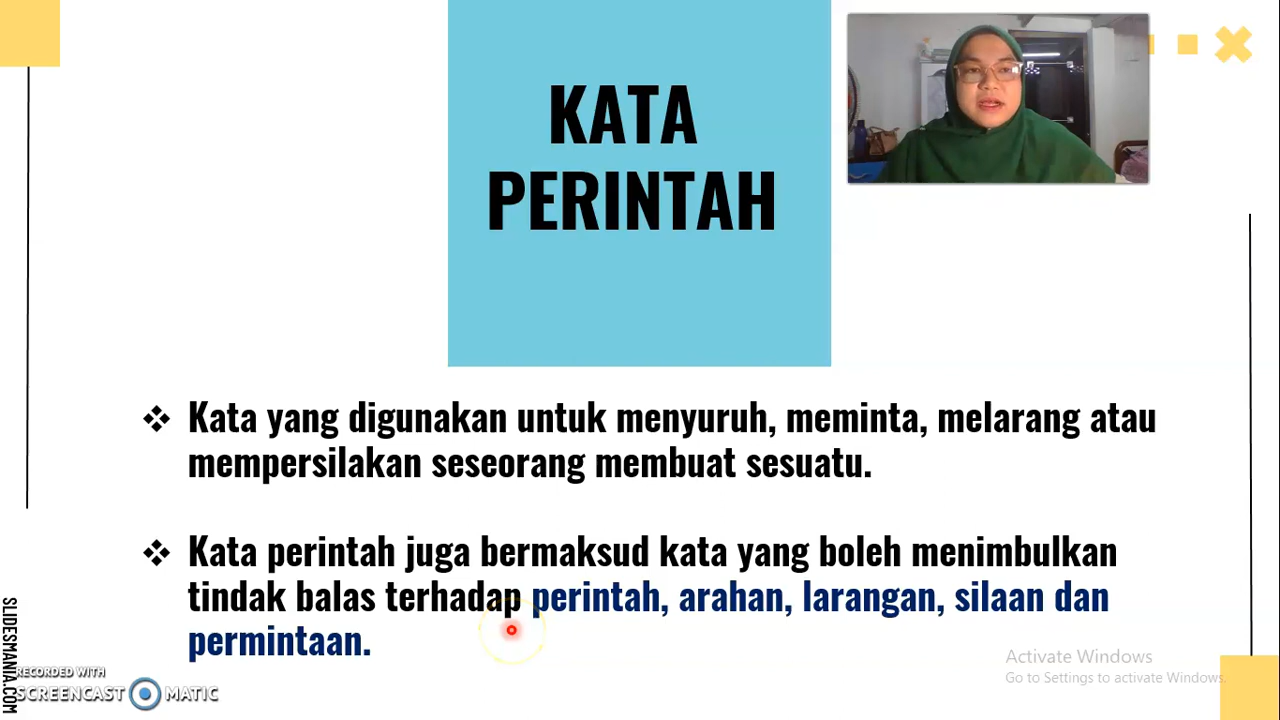 KATA
PERINTAH
Kata yang digunakan untuk menyuruh, meminta, melarang atau
mempersilakan seseorang membuat sesuatu.
Kata perintah juga bermaksud kata yang boleh menimbulkan
tindak balas terhadap perintah, arahan, larangan, silaan dan
permintaan.
SLIDESMANIA.COM
RECORDED WITH
SCREENCAST MATIC
Activate Windows
Go to Settings to activate Windows.